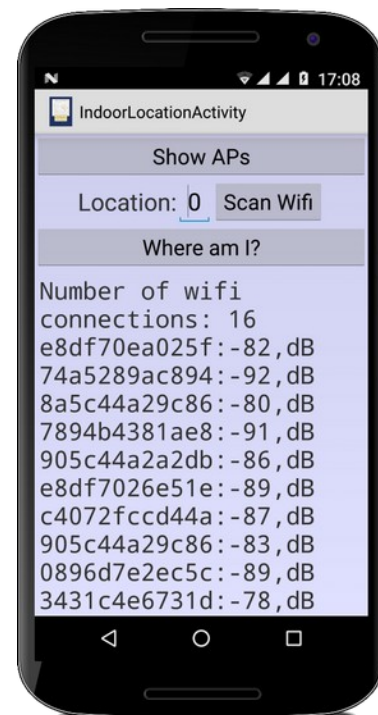 N 17:08
IndoorLocationActivity
Show APs
Location: 0 Scan Wifi
Where am I?
Number of wifi
connections: 16
e8df70ea025f:-82,dB
74a5289ac894:-92,dB
8a5c44a29c86:-80,dB
7894b4381ae8:-91,dB
905c44a2a2db:-86,dB
e8df7026e51e:-89,dB
c4072fccd44a:-87,dB
905c44a29c86:-83,dB
0896d7e2ec5c:-89,dB
3431c4e6731d:-78,dB